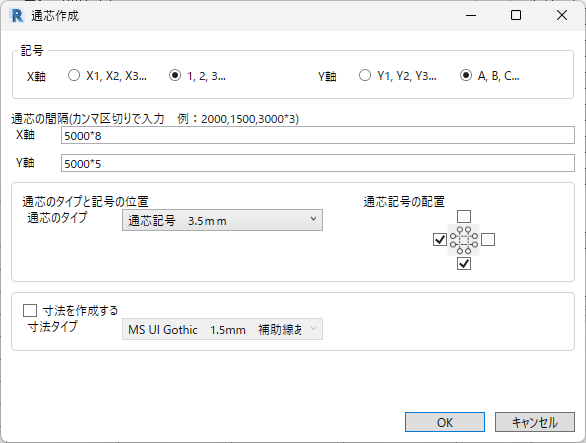 R 通芯作成
記号
X軸 X1, X2, X3... 1, 2, 3... Y軸 Y1, Y2, Y3... A, B, C...
通芯の間隔(カンマ区切りで入力 例：2000,1500,3000*3)
X軸 5000*8
Y軸 5000*5
通芯のタイプと記号の位置 通芯記号の配置
通芯のタイプ 通芯記号 3.5ｍｍ
寸法を作成する
寸法タイプ MS UI Gothic 1.5mm 補助線あ
OK キャンセル